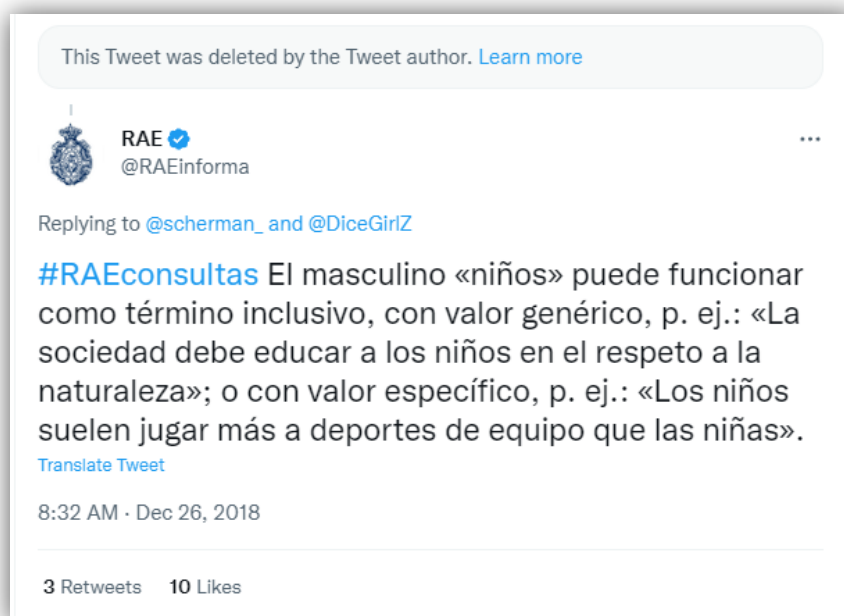 This Tweet was deleted by the Tweet author. Learn more
RAE
@RAEinforma
Replying to @scherman_ and @DiceGirlZ
#RAEconsultas El masculino «niños» puede funcionar
como término inclusivo, con valor genérico, p. ej.: «La
sociedad debe educar a los niños en el respeto a la
naturaleza»; o con valor específico, p. ej.: «Los niños
suelen jugar más a deportes de equipo que las niñas».
Translate Tweet
8:32 AM · Dec 26, 2018
3 Retweets 10 Likes